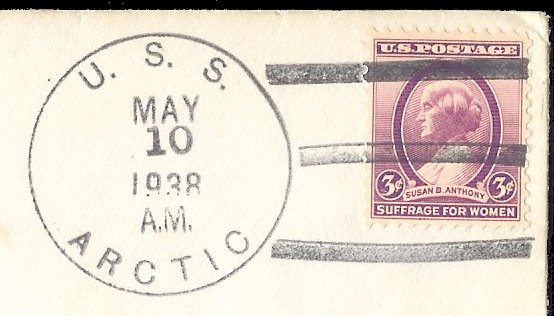 U. S. S.
MAY
10
1938
A.M.
ARCTIC
U.S. POSTAGE
SUSAN B. ANTHONY
3¢ 3¢
SUFFRAGE FOR WOMEN